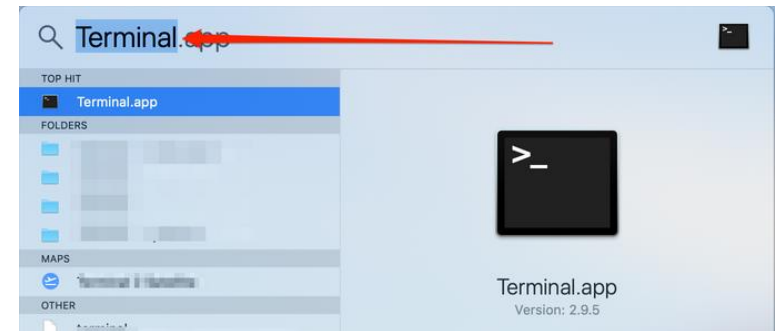 Terminal.app
TOP HIT
Terminal.app
FOLDERS
MAPS
OTHER
>_
Terminal.app
Version: 2.9.5